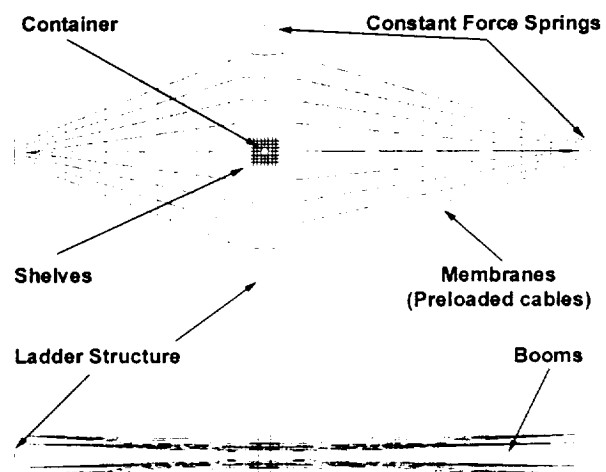 Container
Constant Force Springs
Shelves
Membranes
(Preloaded cables)
Ladder Structure
Booms